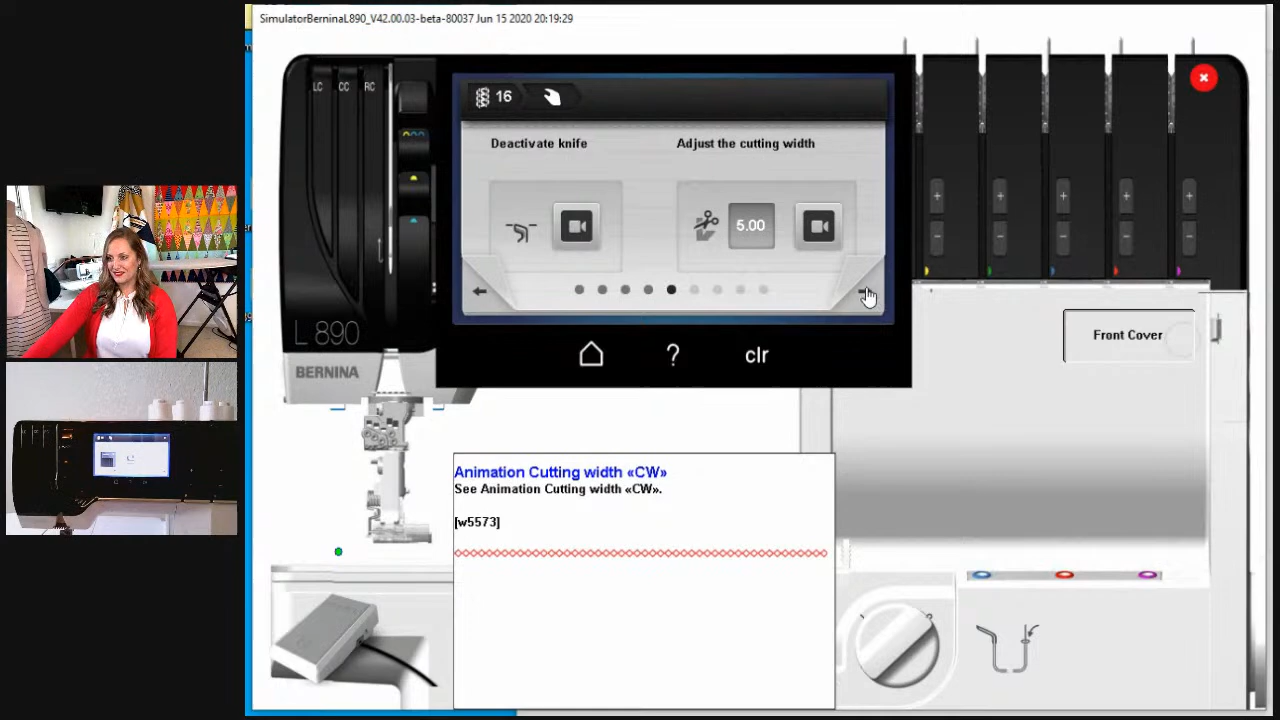 SimulatorBerninaL890_V42.00.03-beta-80037 Jun 15 2020 20:19:29
LC CC RC
16
Deactivate knife
Adjust the cutting width
5.00
L 890
BERNINA
? clr
Front Cover
Animation Cutting width «CW»
See Animation Cutting width «CW».
[w5573]